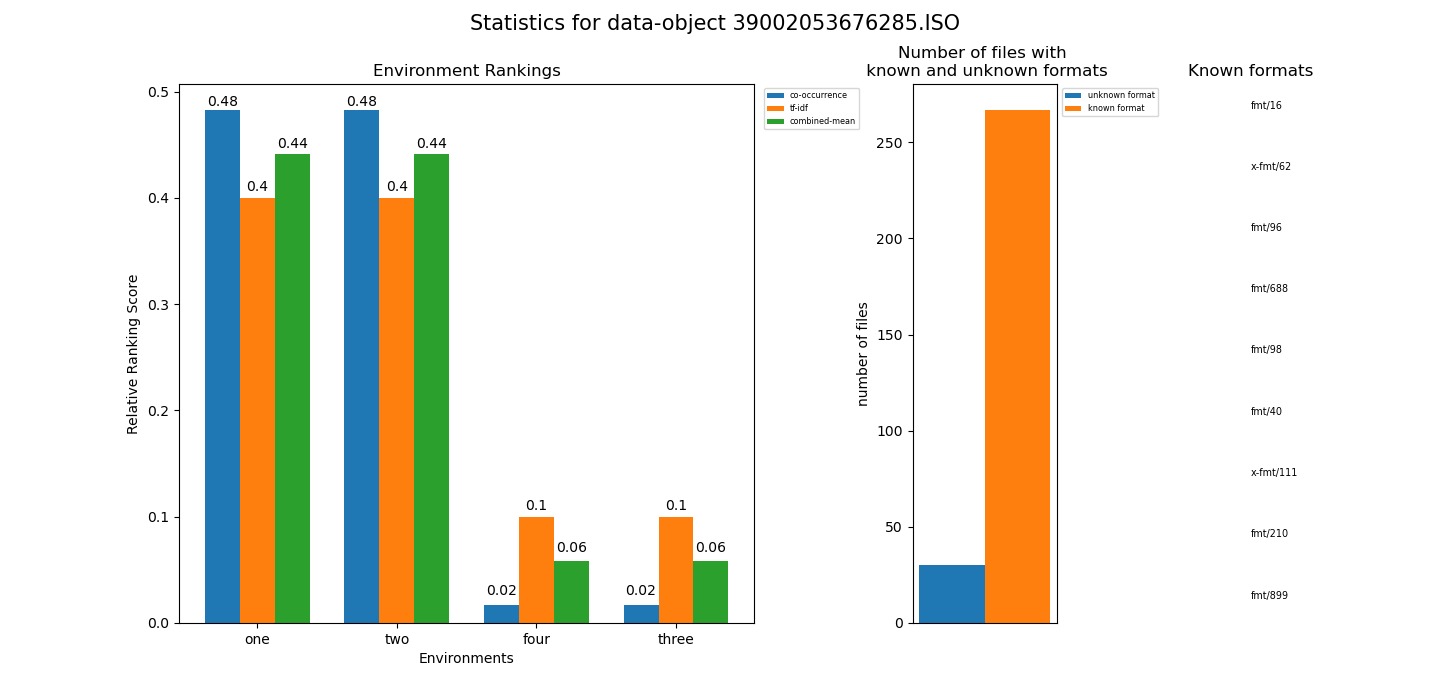 Statistics for data-object 39002053676285.ISO
Environment Rankings
0.5
0.4
0.3
0.2
0.1
0.0
Relative Ranking Score
0.48
0.4
0.44
0.48
0.4
0.44
0.02
0.1
0.06
0.02
0.1
0.06
one
two
four
three
Environments
co-occurrence
tf-idf
combined-mean
Number of files with
known and unknown formats
250
200
150
100
50
0
number of files
unknown format
known format
Known formats
fmt/16
x-fmt/62
fmt/96
fmt/688
fmt/98
fmt/40
x-fmt/111
fmt/210
fmt/899